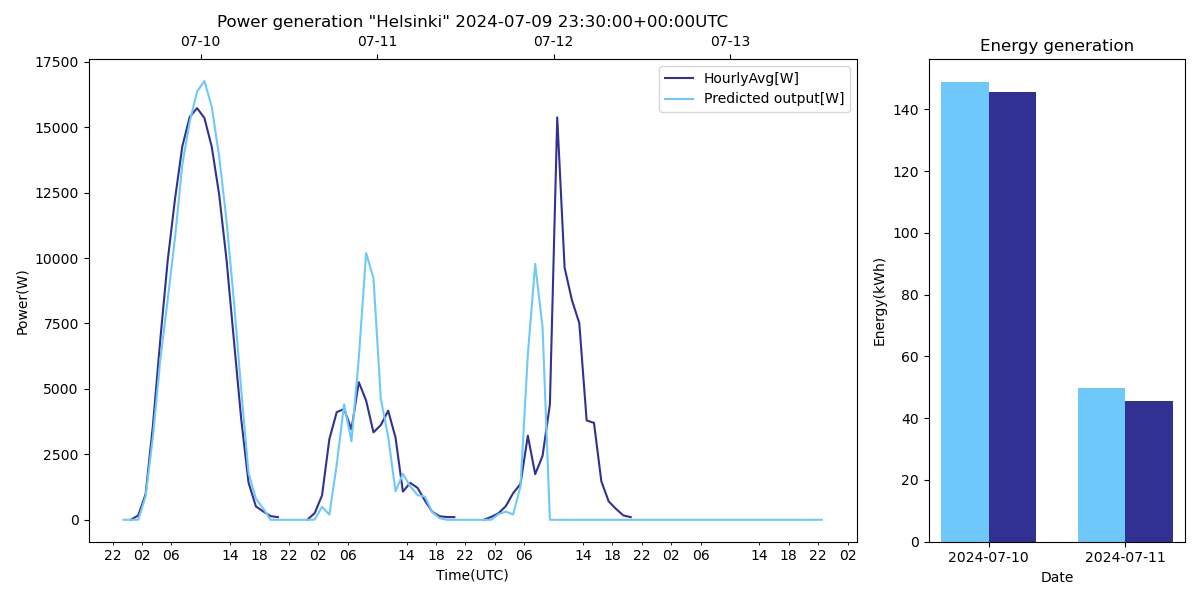 Power generation "Helsinki" 2024-07-09 23:30:00+00:00UTC
07-10 07-11 07-12 07-13
HourlyAvg[W]
Predicted output[W]
17500
15000
12500
10000
7500
5000
2500
0
Power(W)
22 02 06 14 18 22 02 06 14 18 22 02 06 14 18 22 02 06 14 18 22 02
Time(UTC)
Energy generation
140
120
100
80
60
40
20
0
Energy(kWh)
2024-07-10 2024-07-11
Date